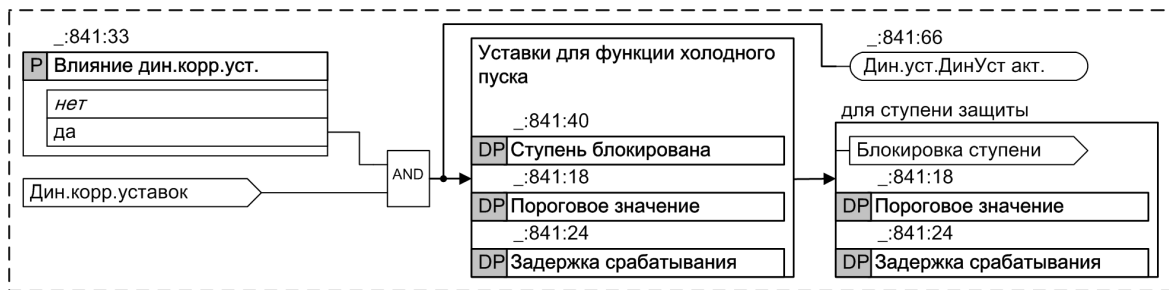 _:841:33
P Влияние дин.корр.уст.
нет
да
Дин.корр.уставок
AND
Уставки для функции холодного
пуска
_:841:40
DP Ступень блокирована
_:841:18
DP Пороговое значение
_:841:24
DP Задержка срабатывания
_:841:66
Дин.уст.ДинУст акт.
для ступени защиты
Блокировка ступени
_:841:18
DP Пороговое значение
_:841:24
DP Задержка срабатывания